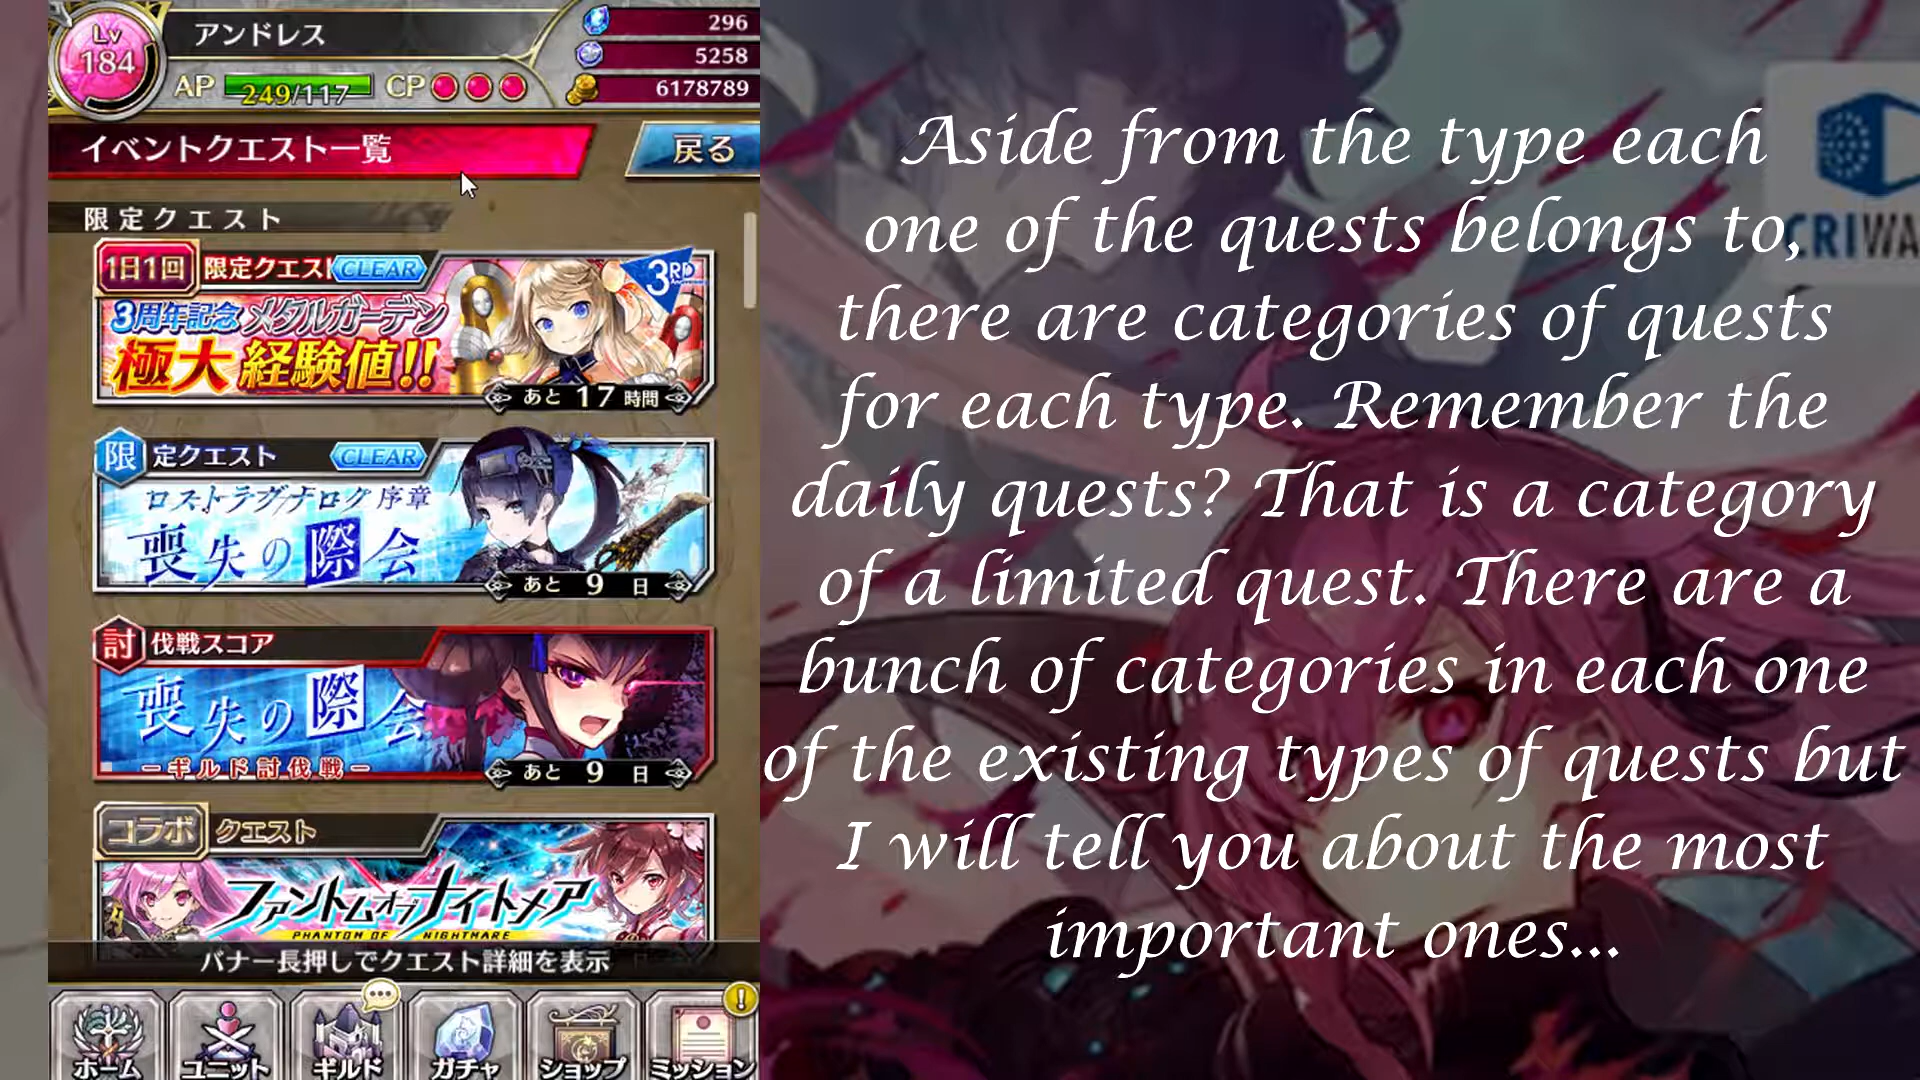 Lv
184
アンドレス
AP 249/117 CP
296
5258
6178789
イベントクエスト一覧
戻る
限定クエスト
1日1回 限定クエスト CLEAR
3RD
3周年記念 メタルガーデン
極大経験値!!
あと 17 時間
限定クエスト CLEAR
ロストラグナロク 序章
喪失の際会
あと 9 日
討伐戦スコア
喪失の際会
ーギルド討伐戦ー
あと 9 日
コラボ クエスト
ファントムオブナイトメア
PHANTOM OF NIGHTMARE
バナー長押しでクエスト詳細を表示
ホーム
ユニット
ギルド
ガチャ
ショップ
ミッション
Aside from the type each
one of the quests belongs to,
there are categories of quests
for each type. Remember the
daily quests? That is a category
of a limited quest. There are a
bunch of categories in each one
of the existing types of quests but
I will tell you about the most
important ones...
CRIWA